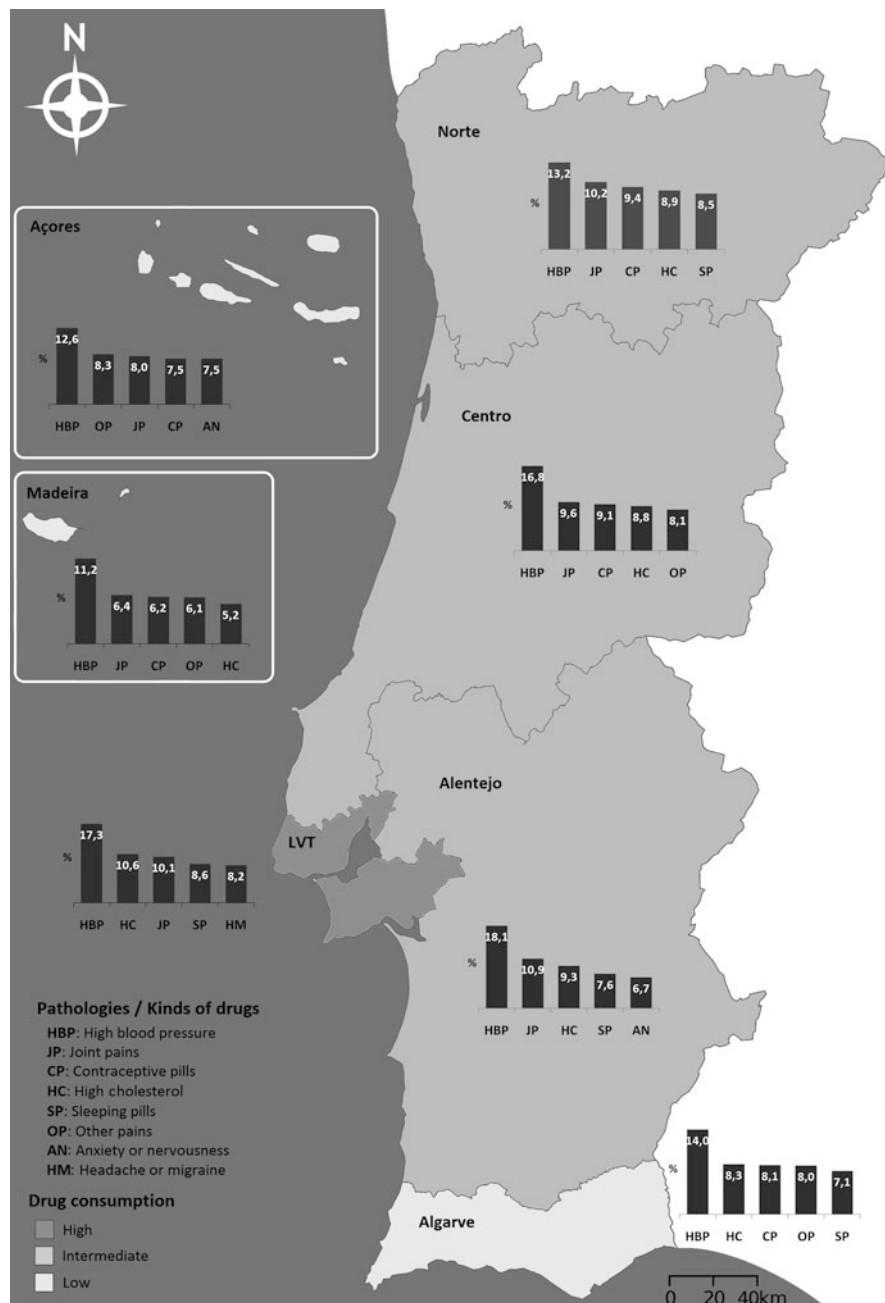 N
Norte
%
13,2 10,2 9,4 8,9 8,5
HBP JP CP HC SP
Açores
%
12,6 8,3 8,0 7,5 7,5
HBP OP JP CP AN
Centro
%
16,8 9,6 9,1 8,8 8,1
HBP JP CP HC OP
Madeira
%
11,2 6,4 6,2 6,1 5,2
HBP JP CP OP HC
Alentejo
%
18,1 10,9 9,3 7,6 6,7
HBP JP HC SP AN
LVT
%
17,3 10,6 10,1 8,6 8,2
HBP HC JP SP HM
Pathologies / Kinds of drugs
HBP: High blood pressure
JP: Joint pains
CP: Contraceptive pills
HC: High cholesterol
SP: Sleeping pills
OP: Other pains
AN: Anxiety or nervousness
HM: Headache or migraine
Drug consumption
High
Intermediate
Low
Algarve
%
14,0 8,3 8,1 8,0 7,1
HBP HC CP OP SP
0 20 40km